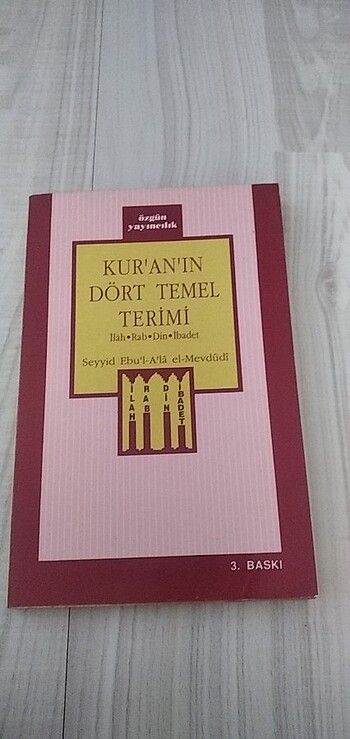 özgün
yayıncılık
KUR'AN'IN
DÖRT TEMEL
TERİMİ
İlâh•Rab•Din•İbadet
Seyyid Ebu'l-A'lâ el-Mevdûdî
İLAH
RAB
DİN
İBADET
3. BASKI